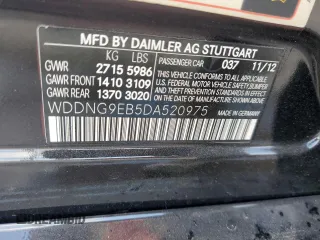 MFD BY DAIMLER AG STUTTGART
KG LBS
PASSENGER CAR 037 11/12
GVWR 2715 5986
GAWR FRONT 1410 3109
GAWR REAR 1370 3020
THIS VEHICLE CONFORMS TO ALL APPLICABLE
U.S. FEDERAL MOTOR VEHICLE SAFETY, BUMPER,
AND THEFT PREVENTION STANDARDS IN EFFECT
ON THE DATE OF MANUFACTURE SHOWN ABOVE.
WDDNG9EB5DA520975
MADE IN GERMANY